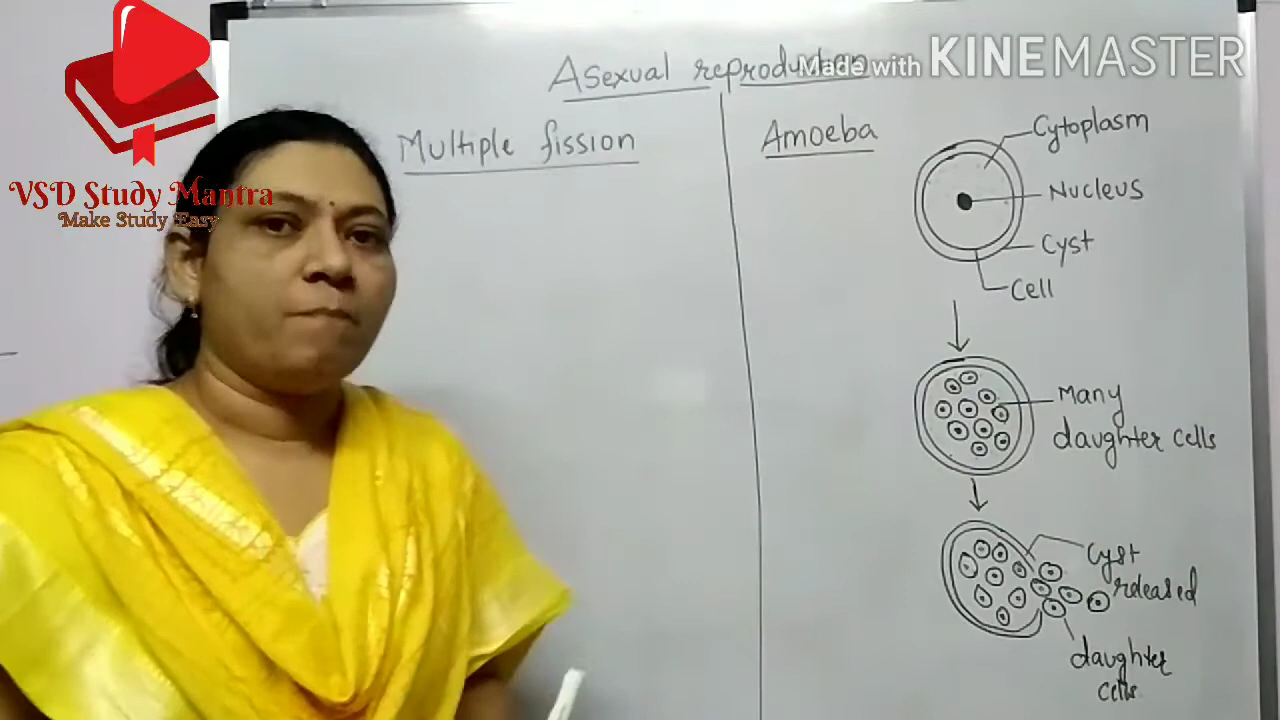 Asexual reproduction
Made with KINEMASTER
VSD Study Mantra
Make Study Easy
Multiple fission
Amoeba
Cytoplasm
Nucleus
Cyst
Cell
Many
daughter cells
Cyst
released
daughter
cells